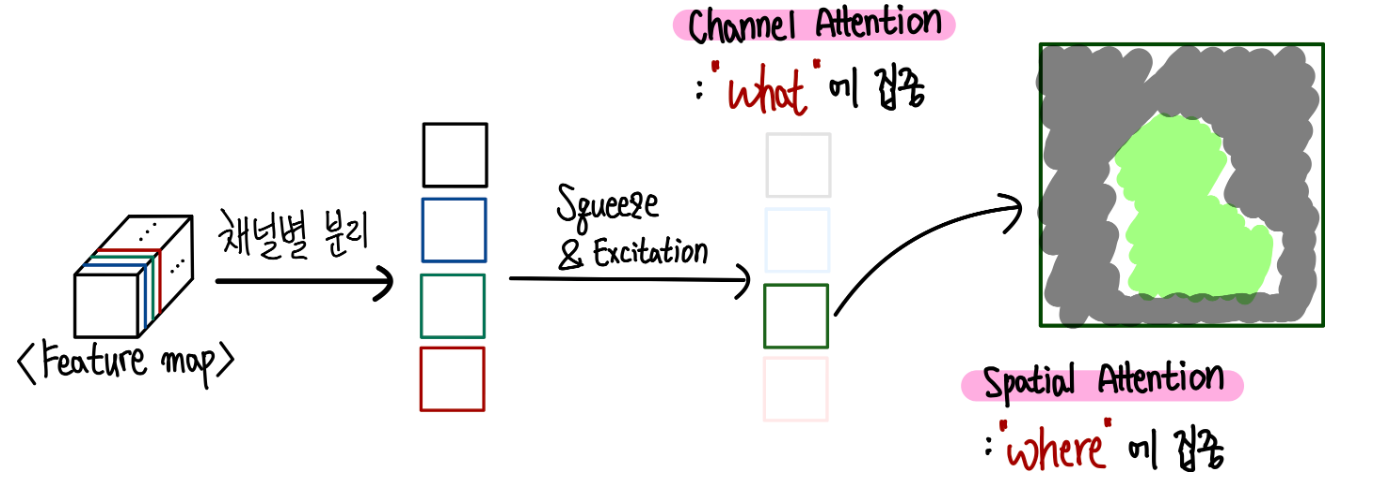 <Feature map>
채널별 분리
Squeeze
& Excitation
Channel Attention
: "what"에 집중
Spatial Attention
: "where"에 집중